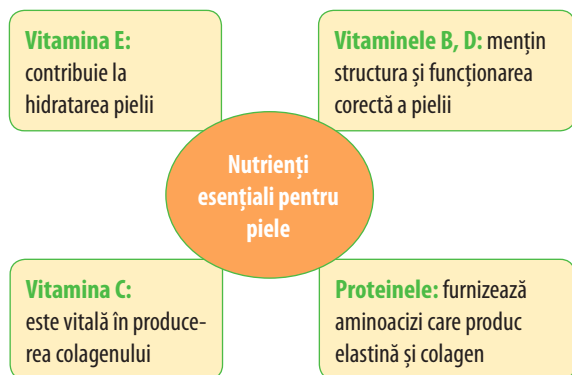 Vitamina E:
contribuie la
hidratarea pielii
Vitaminele B, D: mențin
structura și funcționarea
corectă a pielii
Nutrienți
esențiali pentru
piele
Vitamina C:
este vitală în produce-
rea colagenului
Proteinele: furnizează
aminoacizi care produc
elastină și colagen